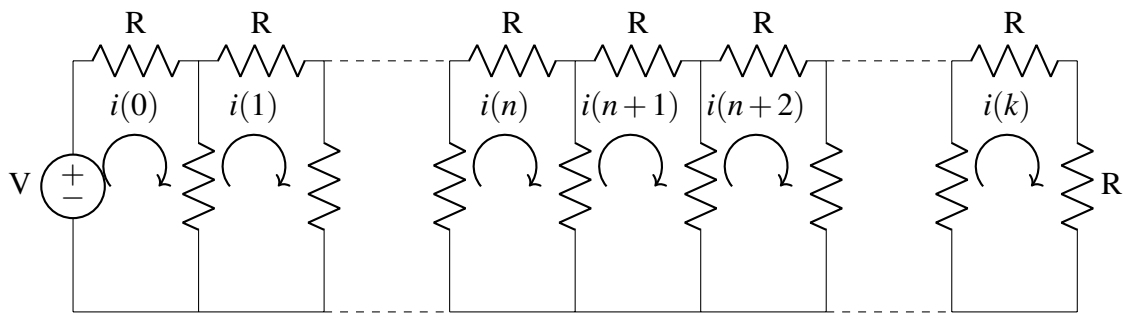 R R R R R R
i(0) i(1) i(n) i(n+1) i(n+2) i(k)
V + − R